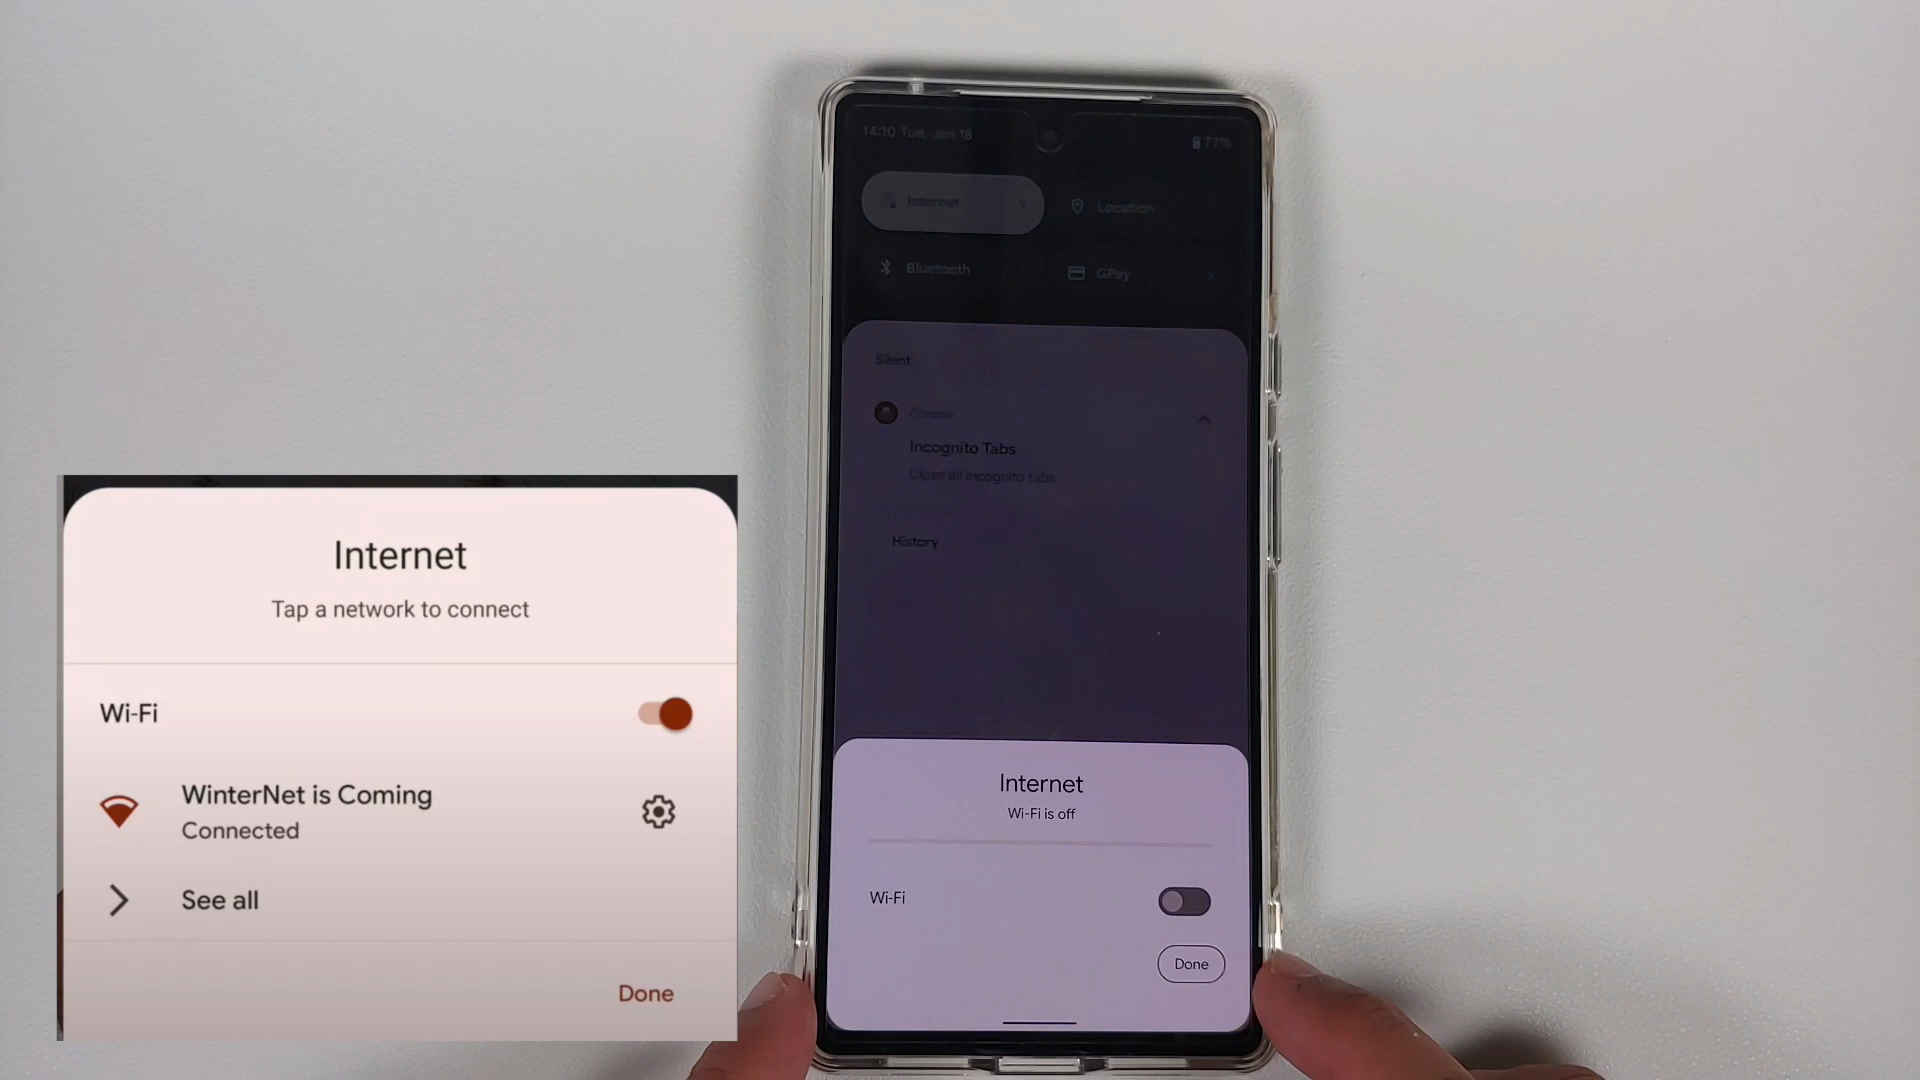 14:10 Tue, Jan 18
77%
Internet
Location
Bluetooth
GPay
Silent
Chrome
Incognito Tabs
Close all Incognito tabs
History
Internet
Wi-Fi is off
Wi-Fi
Done
Internet
Tap a network to connect
Wi-Fi
WinterNet is Coming
Connected
See all
Done